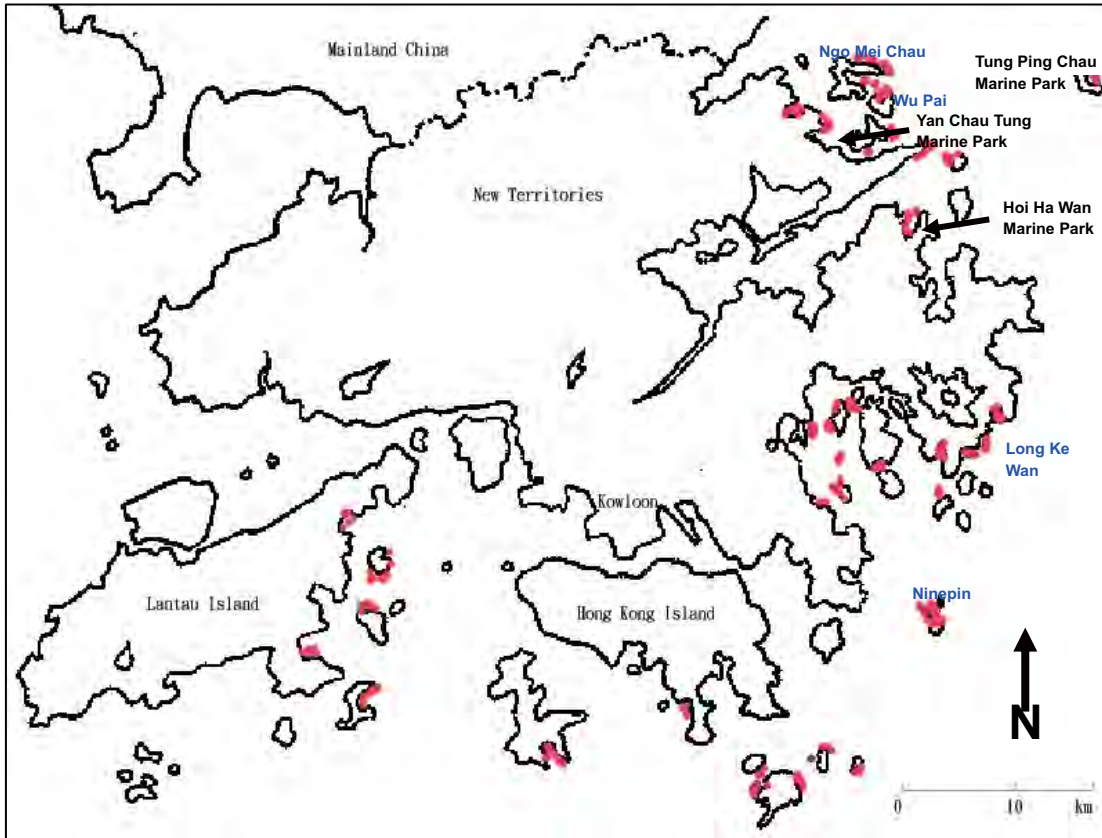 Mainland China
Ngo Mei Chau
Tung Ping Chau
Marine Park
Wu Pai
Yan Chau Tung
Marine Park
New Territories
Hoi Ha Wan
Marine Park
Long Ke
Wan
Kowloon
Lantau Island
Hong Kong Island
Ninepin
N
0 10 km